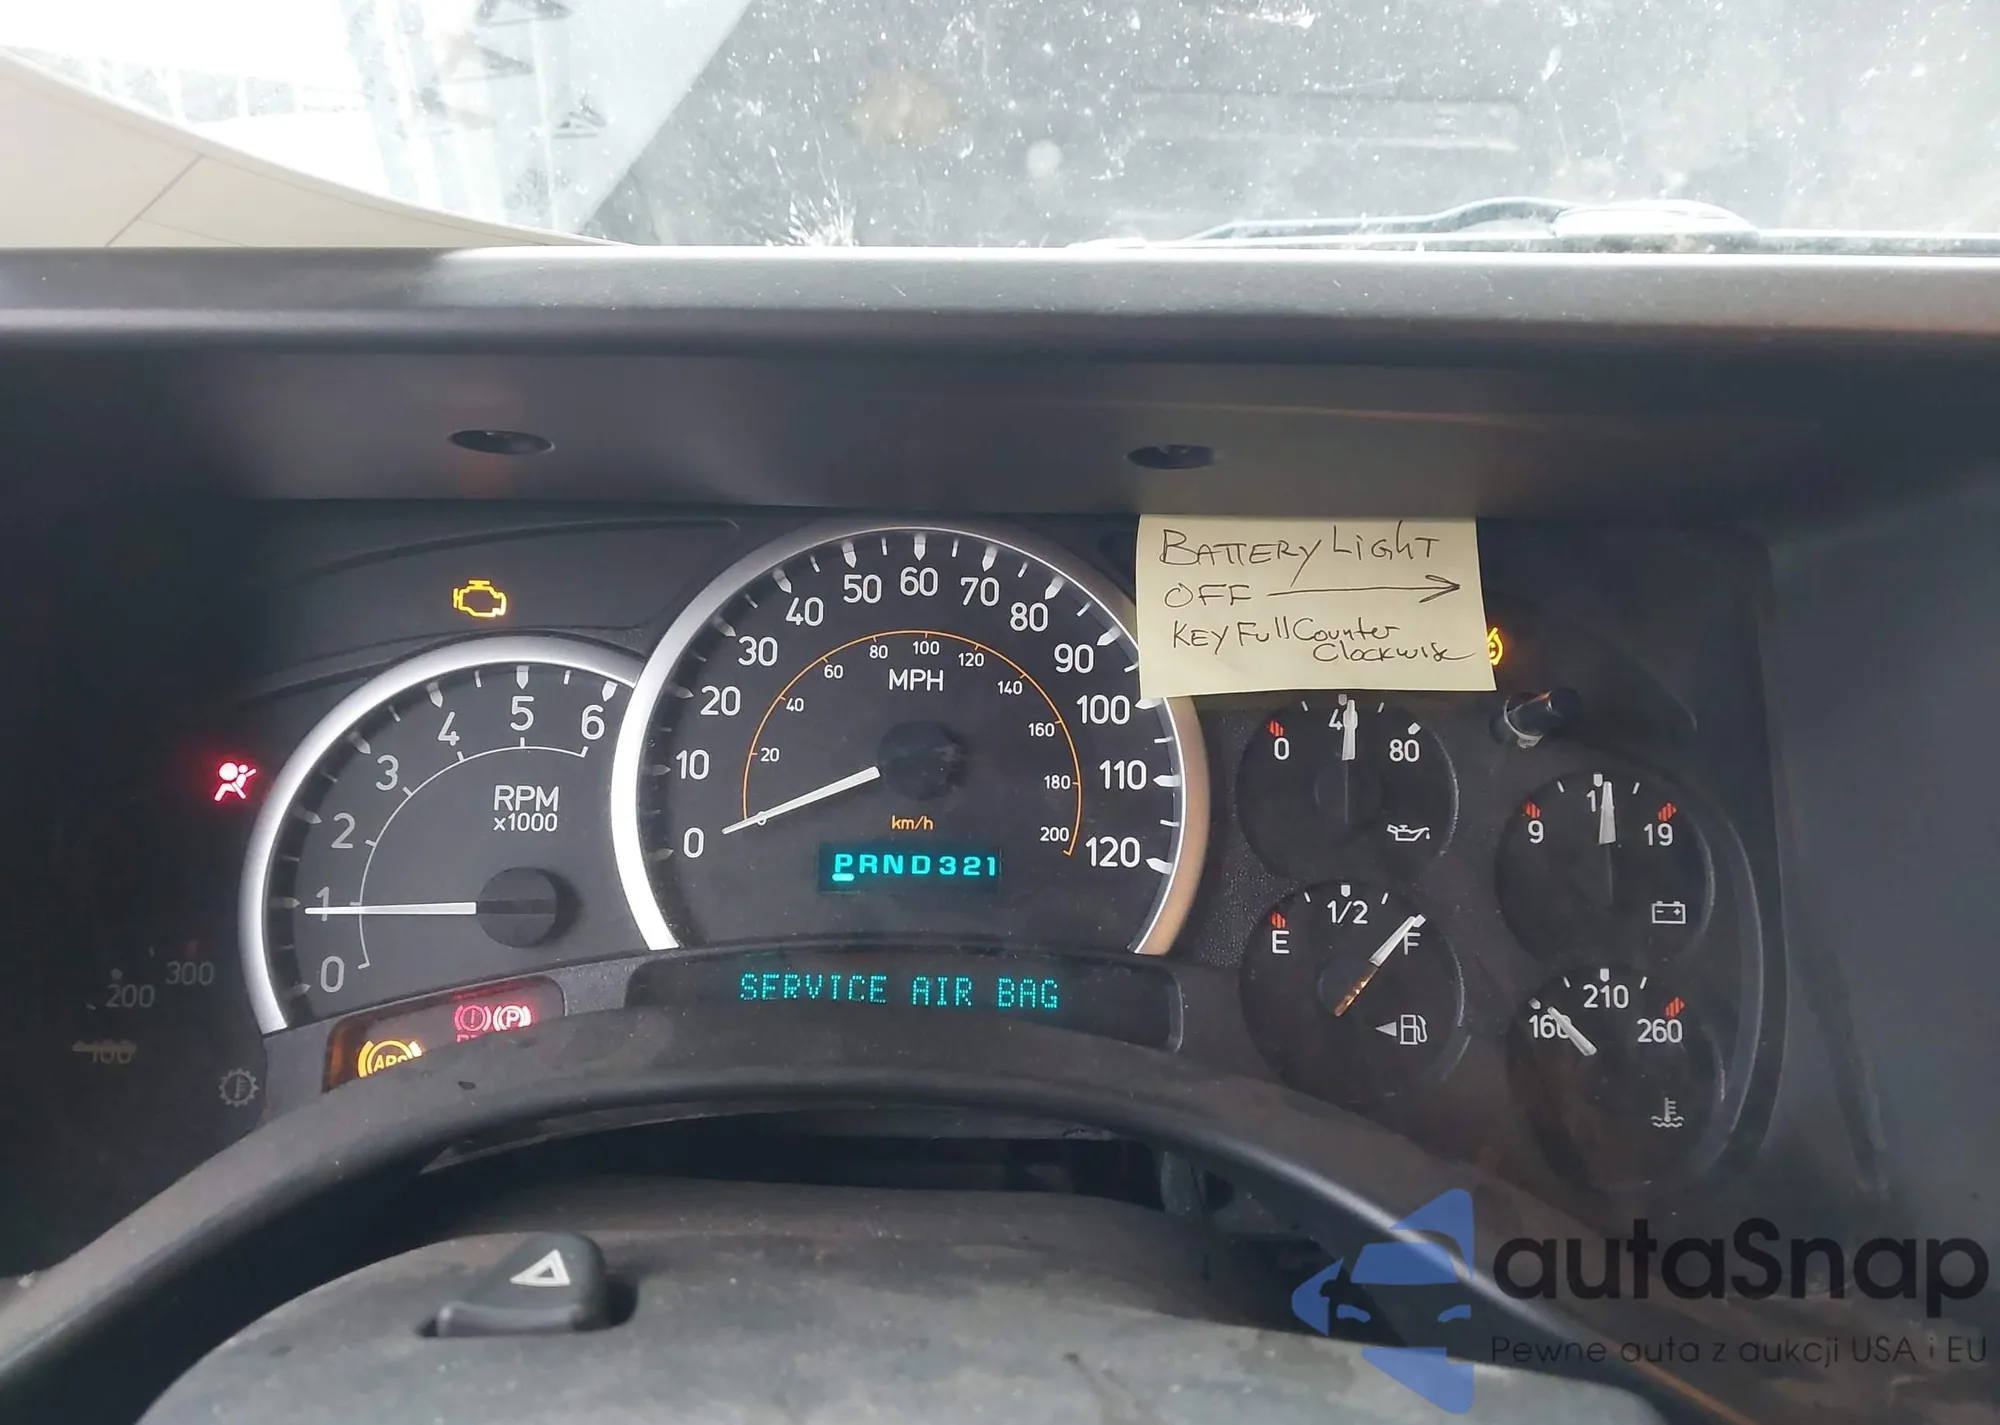 BATTERY LIGHT
OFF
KEY FULL COUNTER
CLOCKWISE
0 10 20 30 40 50 60 70 80 90 100 110 120
20 40 60 80 100 120 140 160 180 200
MPH
km/h
PRND321
0 1 2 3 4 5 6
RPM
x1000
0 80
9 19
E 1/2 F
160 210 260
300
200
100
SERVICE AIR BAG
(P)
autaSnap
Pewne auta z aukcji USA i EU